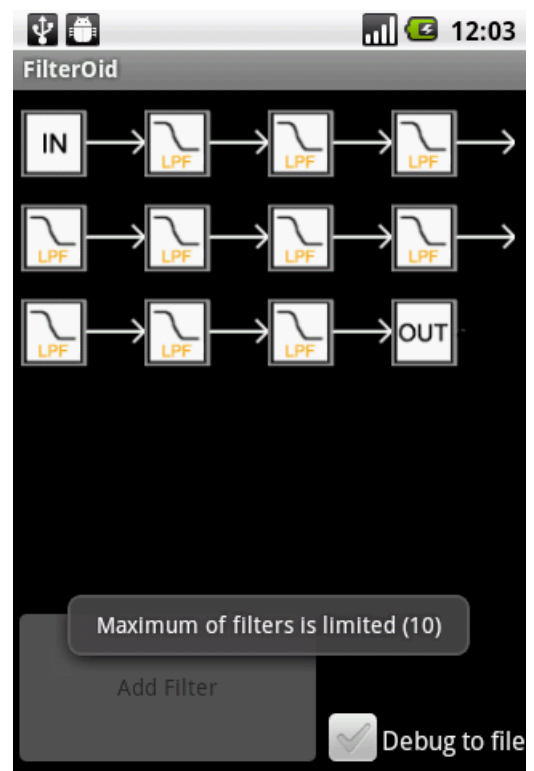 12:03
FilterOid
IN LPF LPF LPF
LPF LPF LPF LPF
LPF LPF LPF OUT
Maximum of filters is limited (10)
Add Filter
Debug to file